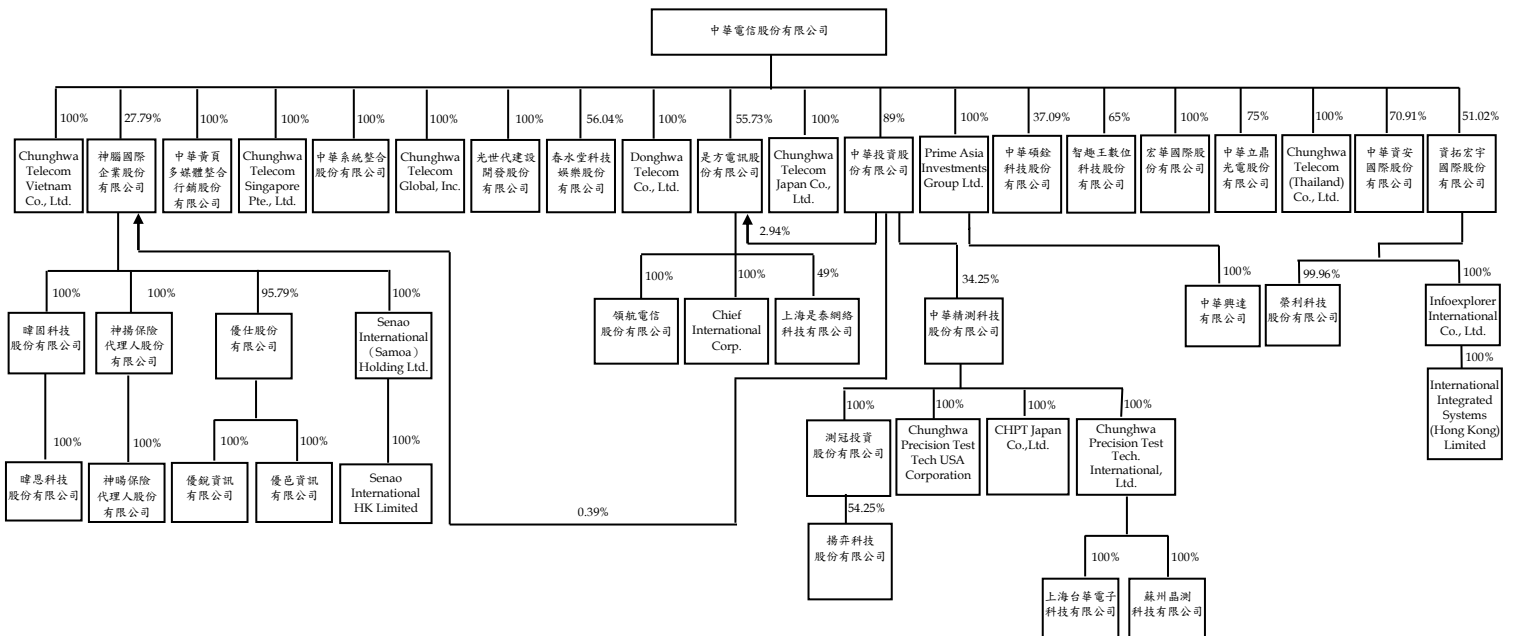 中華電信股份有限公司
100%
27.79%
100%
100%
100%
100%
100%
56.04%
100%
55.73%
100%
89%
100%
37.09%
65%
100%
75%
100%
70.91%
51.02%
Chunghwa
Telecom
Vietnam
Co., Ltd.
神腦國際
企業股份
有限公司
中華黃頁
多媒體整合
行銷股份
有限公司
Chunghwa
Telecom
Singapore
Pte., Ltd.
中華系統整合
股份有限公司
Chunghwa
Telecom
Global, Inc.
光世代建設
開發股份
有限公司
春水堂科技
娛樂股份
有限公司
Donghwa
Telecom
Co., Ltd.
是方電訊股
份有限公司
Chunghwa
Telecom
Japan Co.,
Ltd.
中華投資股
份有限公司
Prime Asia
Investments
Group Ltd.
中華碩銓
科技股份
有限公司
智趣王數位
科技股份
有限公司
宏華國際股
份有限公司
中華立鼎
光電股份
有限公司
Chunghwa
Telecom
(Thailand)
Co., Ltd.
中華資安
國際股份
有限公司
資拓宏宇
國際股份
有限公司
2.94%
100%
100%
95.79%
100%
100%
100%
49%
34.25%
100%
99.96%
100%
暐固科技
股份有限公司
神揚保險
代理人股份
有限公司
優仕股份
有限公司
Senao
International
（Samoa）
Holding Ltd.
領航電信
股份有限公司
Chief
International
Corp.
上海是泰網絡
科技有限公司
中華精測科技
股份有限公司
中華興達
有限公司
榮利科技
股份有限公司
Infoexplorer
International
Co., Ltd.
100%
International
Integrated
Systems
(Hong Kong)
Limited
100%
100%
100%
100%
100%
100%
100%
100%
100%
暐恩科技
股份有限公司
神暘保險
代理人股份
有限公司
優銳資訊
有限公司
優邑資訊
有限公司
Senao
International
HK Limited
測冠投資
股份有限公司
Chunghwa
Precision Test
Tech USA
Corporation
CHPT Japan
Co.,Ltd.
Chunghwa
Precision Test
Tech.
International,
Ltd.
0.39%
54.25%
揚弈科技
股份有限公司
100%
100%
上海台華電子
科技有限公司
蘇州晶測
科技有限公司